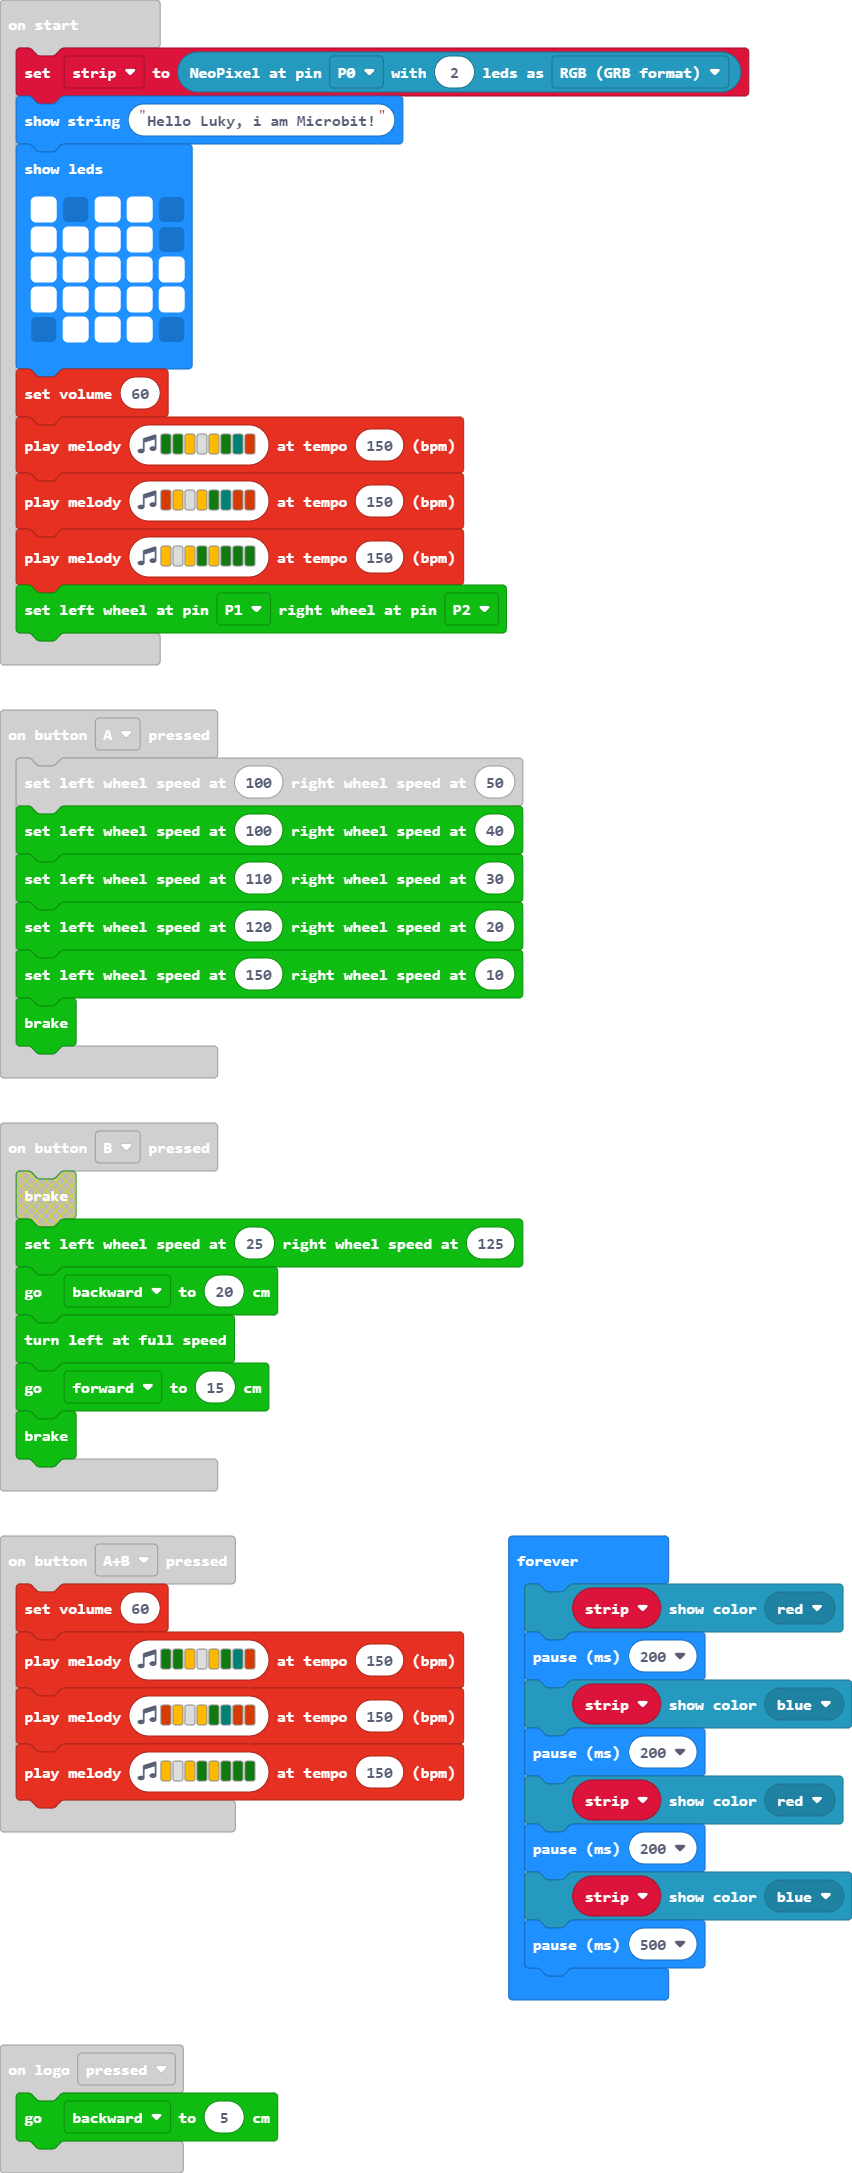 on start
set strip to NeoPixel at pin P0 with 2 leds as RGB (GRB format)
show string "Hello Luky, i am Microbit!"
show leds
set volume 60
play melody at tempo 150 (bpm)
play melody at tempo 150 (bpm)
play melody at tempo 150 (bpm)
set left wheel at pin P1 right wheel at pin P2
on button A pressed
set left wheel speed at 100 right wheel speed at 50
set left wheel speed at 100 right wheel speed at 40
set left wheel speed at 110 right wheel speed at 30
set left wheel speed at 120 right wheel speed at 20
set left wheel speed at 150 right wheel speed at 10
brake
on button B pressed
brake
set left wheel speed at 25 right wheel speed at 125
go backward to 20 cm
turn left at full speed
go forward to 15 cm
brake
on button A+B pressed
set volume 60
play melody at tempo 150 (bpm)
play melody at tempo 150 (bpm)
play melody at tempo 150 (bpm)
forever
strip show color red
pause (ms) 200
strip show color blue
pause (ms) 200
strip show color red
pause (ms) 200
strip show color blue
pause (ms) 500
on logo pressed
go backward to 5 cm